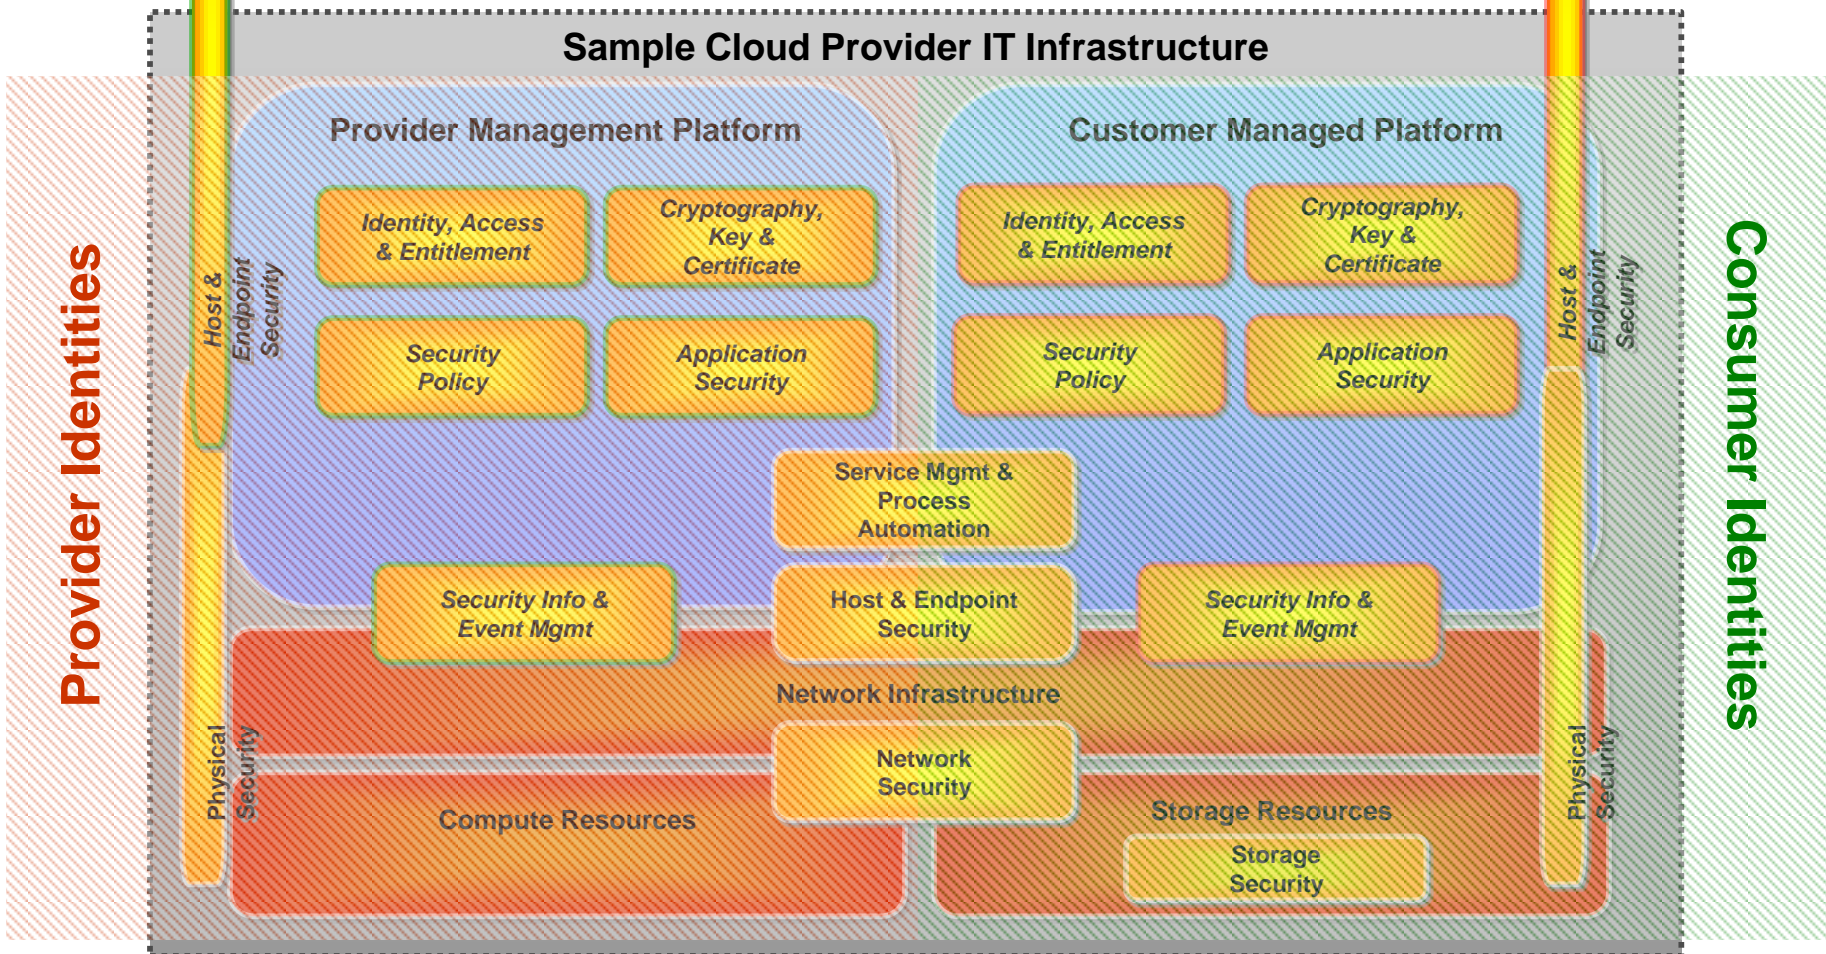 Sample Cloud Provider IT Infrastructure
Provider Identities
Host &
Endpoint
Security
Physical
Security
Provider Management Platform
Identity, Access
& Entitlement
Cryptography,
Key &
Certificate
Security
Policy
Application
Security
Customer Managed Platform
Identity, Access
& Entitlement
Cryptography,
Key &
Certificate
Security
Policy
Application
Security
Service Mgmt &
Process
Automation
Security Info &
Event Mgmt
Host & Endpoint
Security
Security Info &
Event Mgmt
Network Infrastructure
Network
Security
Compute Resources
Storage Resources
Storage
Security
Host &
Endpoint
Security
Physical
Security
Consumer Identities